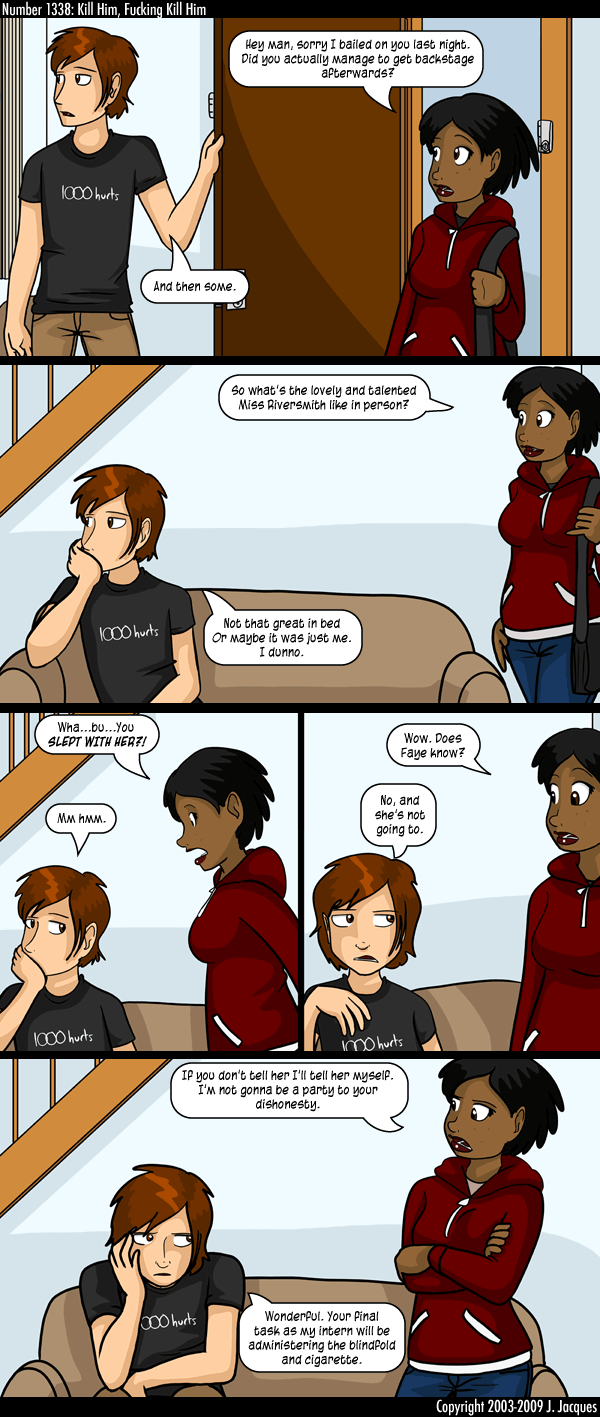 Number 1338: Kill Him, Fucking Kill Him
Hey man, sorry I bailed on you last night.
Did you actually manage to get backstage
afterwards?
1000 hurts
And then some.
So what's the lovely and talented
Miss Riversmith like in person?
Not that great in bed
Or maybe it was just me.
I dunno.
1000 hurts
Wha...bu...You
SLEPT WITH HER?!
Mm hmm.
1000 hurts
Wow. Does
Faye know?
No, and
she's not
going to.
1000 hurts
If you don't tell her I'll tell her myself.
I'm not gonna be a party to your
dishonesty.
000 hurts
Wonderful. Your final
task as my intern will be
administering the blindfold
and cigarette.
Copyright 2003-2009 J. Jacques